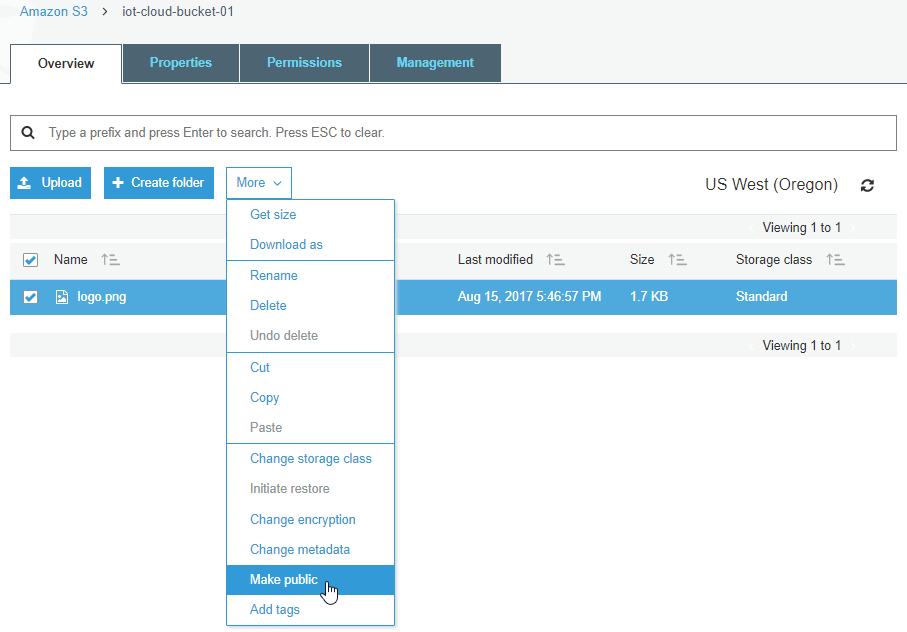 Amazon S3 > iot-cloud-bucket-01
Overview Properties Permissions Management
Type a prefix and press Enter to search. Press ESC to clear.
Upload + Create folder More US West (Oregon)
Get size
Viewing 1 to 1
Download as
Name Last modified Size Storage class
Rename
logo.png Aug 15, 2017 5:46:57 PM 1.7 KB Standard
Delete
Undo delete
Viewing 1 to 1
Cut
Copy
Paste
Change storage class
Initiate restore
Change encryption
Change metadata
Make public
Add tags